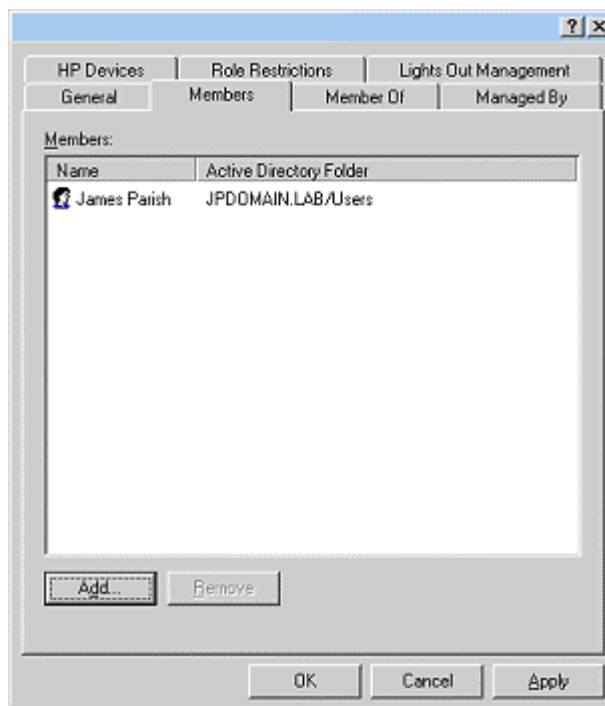 HP Devices Role Restrictions Lights Out Management
General Members Member Of Managed By
Members:
Name Active Directory Folder
James Parish JPDOMAIN.LAB/Users
Add... Remove
OK Cancel Apply